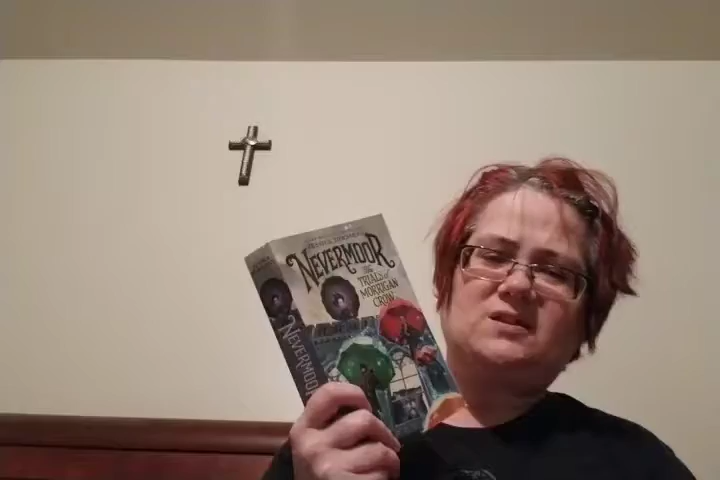 NEVERMOOR
The
TRIALS of
MORRIGAN
CROW
NEVERMOOR